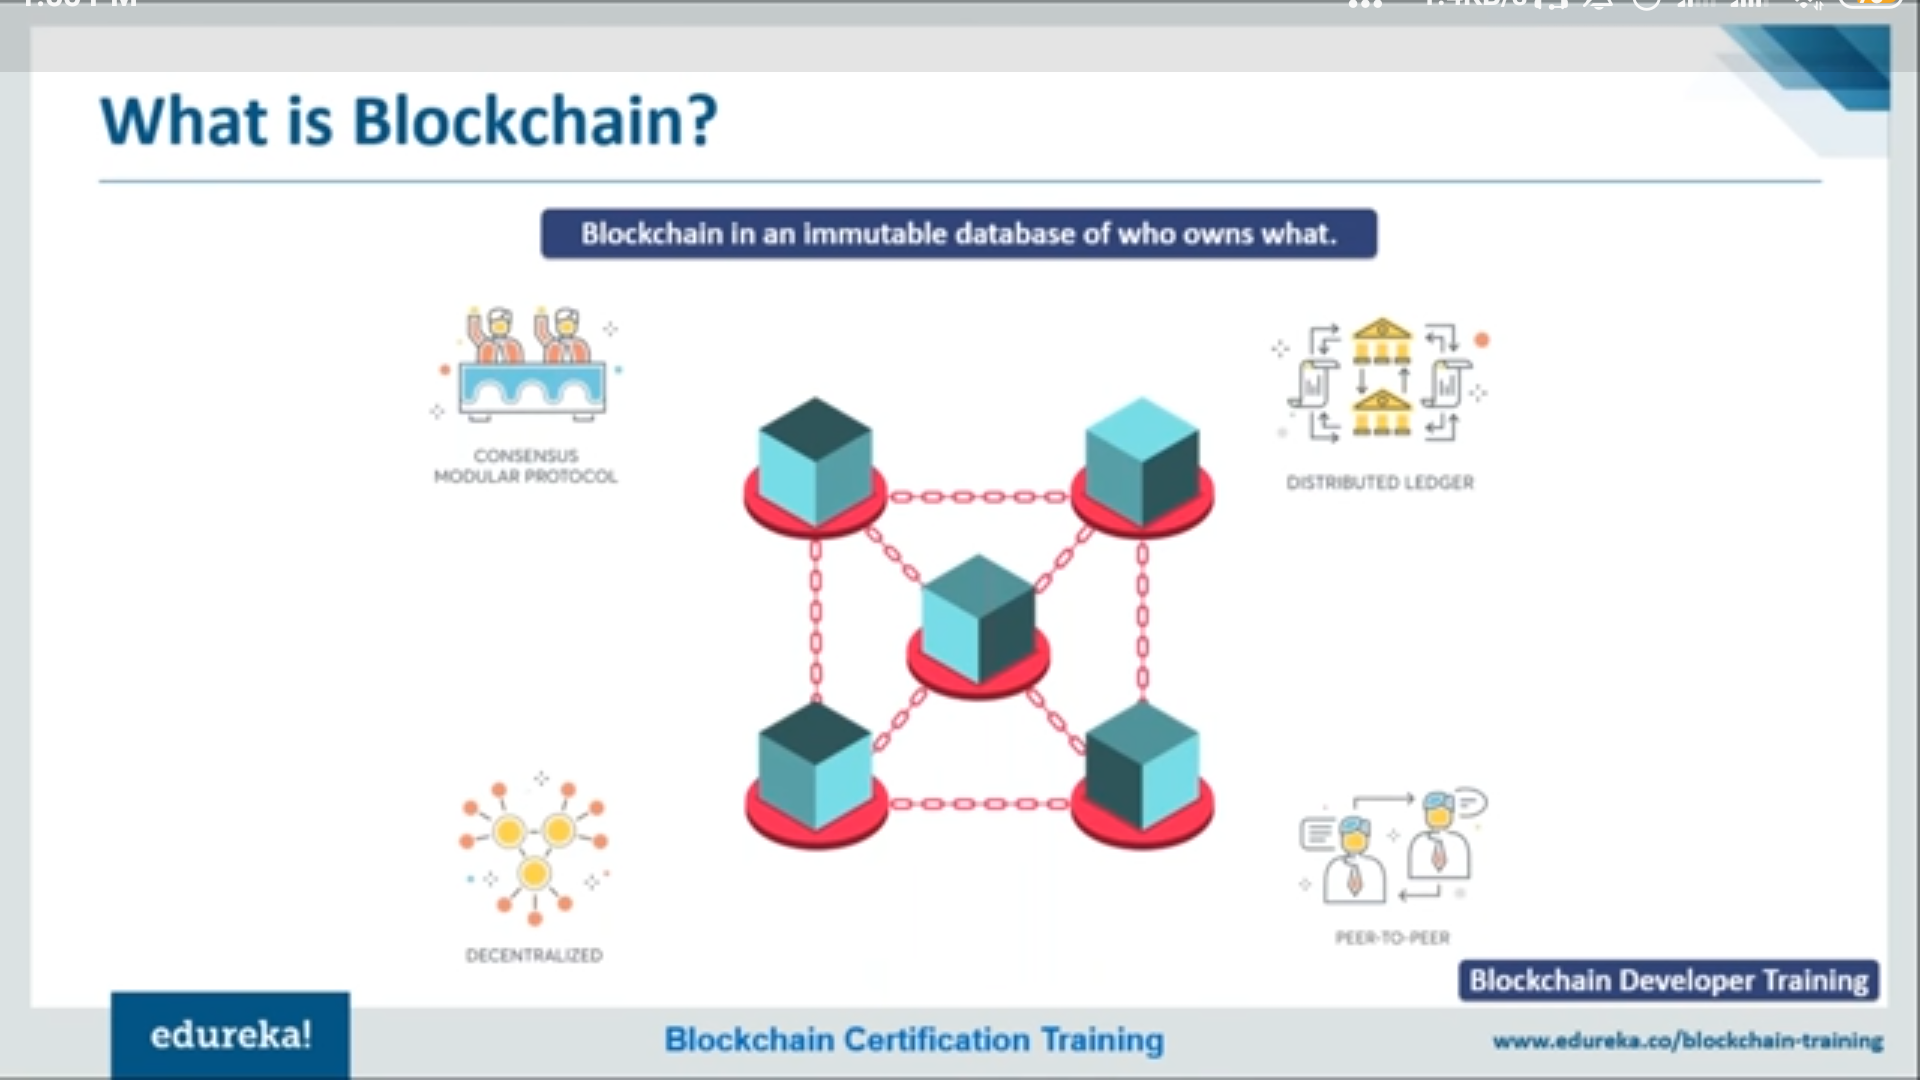 What is Blockchain?
Blockchain in an immutable database of who owns what.
CONSENSUS
MODULAR PROTOCOL
DISTRIBUTED LEDGER
DECENTRALIZED
PEER-TO-PEER
Blockchain Developer Training
edureka!
Blockchain Certification Training
www.edureka.co/blockchain-training